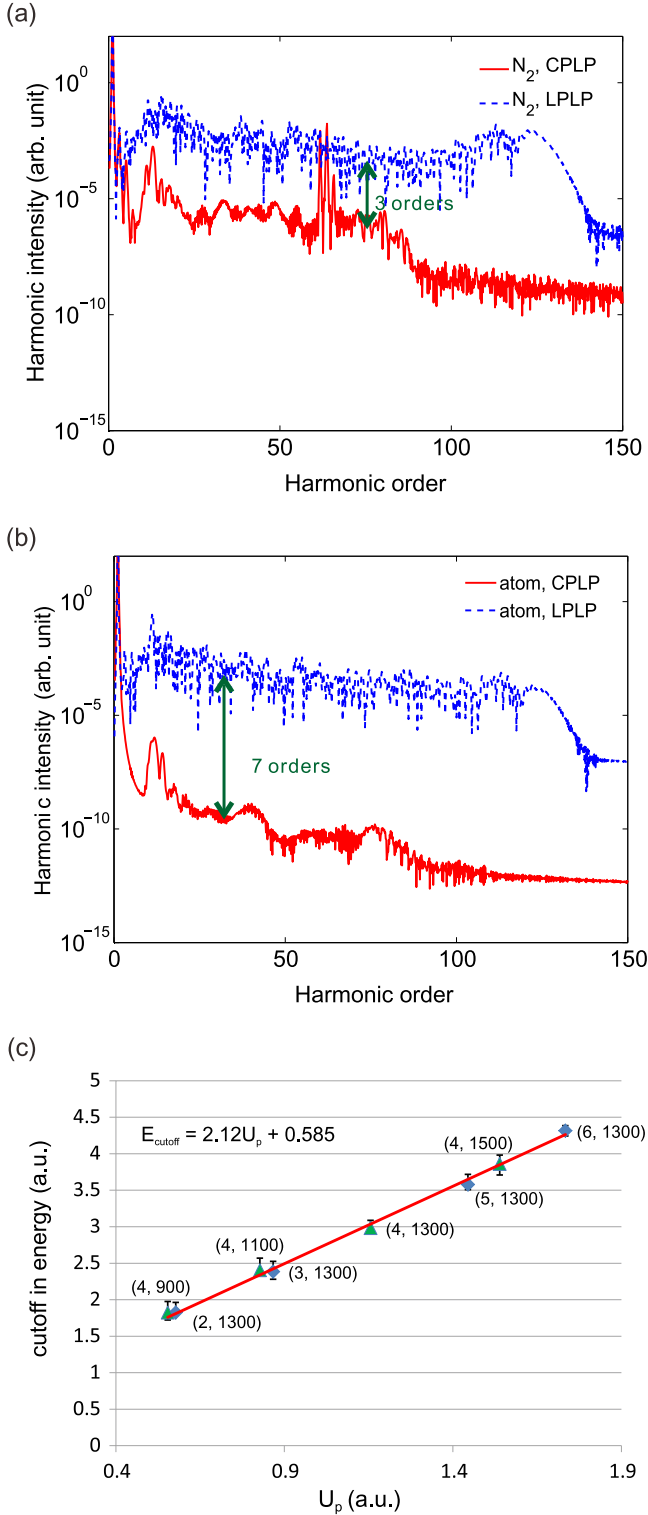 (a)
N2, CPLP
N2, LPLP
3 orders
Harmonic intensity (arb. unit)
10^0
10^−5
10^−10
10^−15
0
50
100
150
Harmonic order
(b)
atom, CPLP
atom, LPLP
7 orders
Harmonic intensity (arb. unit)
10^0
10^−5
10^−10
10^−15
0
50
100
150
Harmonic order
(c)
cutoff in energy (a.u.)
5
4.5
4
3.5
3
2.5
2
1.5
1
0.5
0
E_cutoff = 2.12U_p + 0.585
(6, 1300)
(4, 1500)
(5, 1300)
(4, 1300)
(4, 1100)
(3, 1300)
(4, 900)
(2, 1300)
0.4
0.9
1.4
1.9
U_p (a.u.)